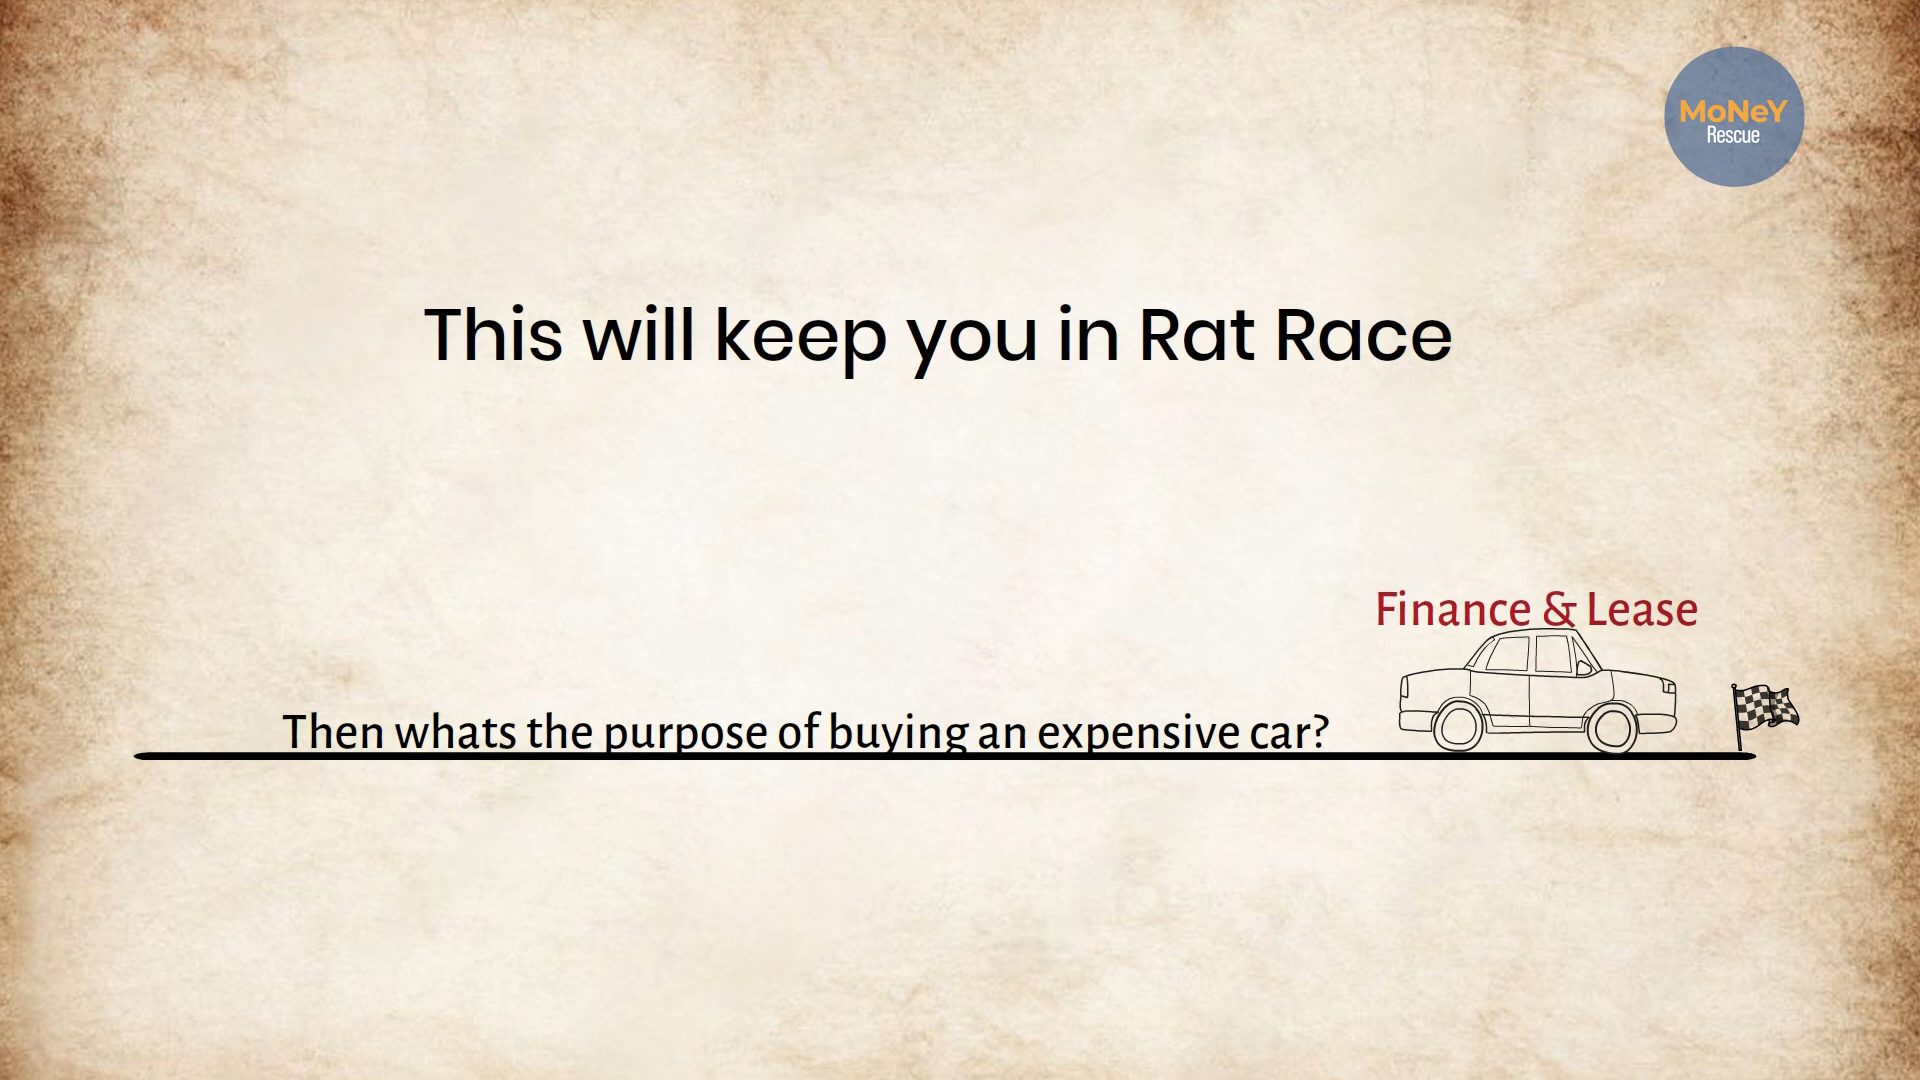 MoNeY
Rescue
This will keep you in Rat Race
Finance & Lease
Then whats the purpose of buying an expensive car?